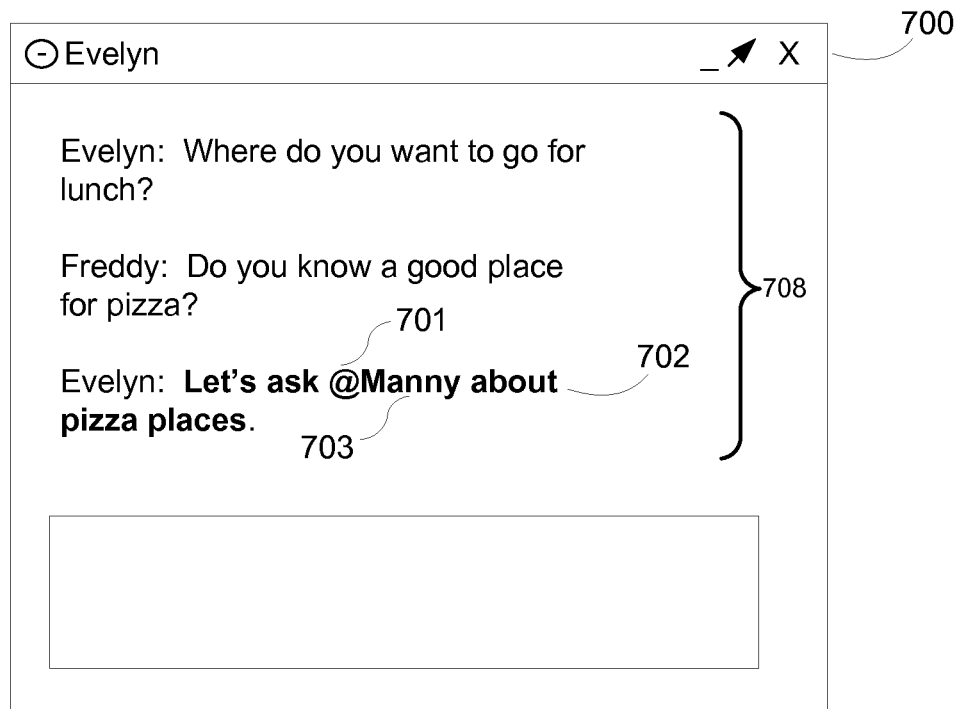 700
Evelyn _ X
Evelyn: Where do you want to go for
lunch?
Freddy: Do you know a good place
for pizza?
708
701
702
Evelyn: Let's ask @Manny about
pizza places.
703